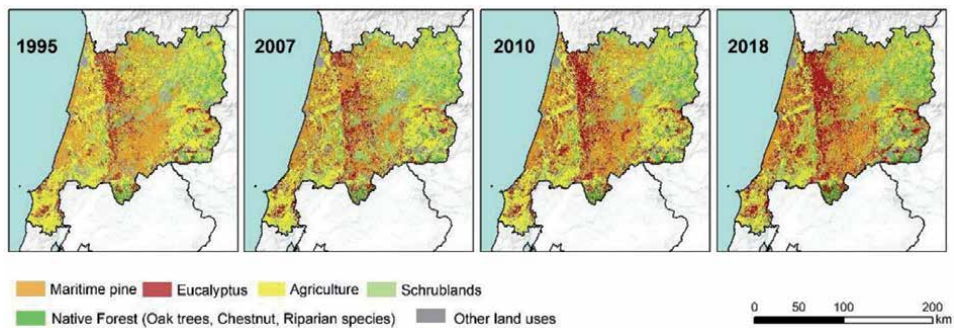 1995
2007
2010
2018
Maritime pine Eucalyptus Agriculture Schrublands
Native Forest (Oak trees, Chestnut, Riparian species) Other land uses
0 50 100 200
km